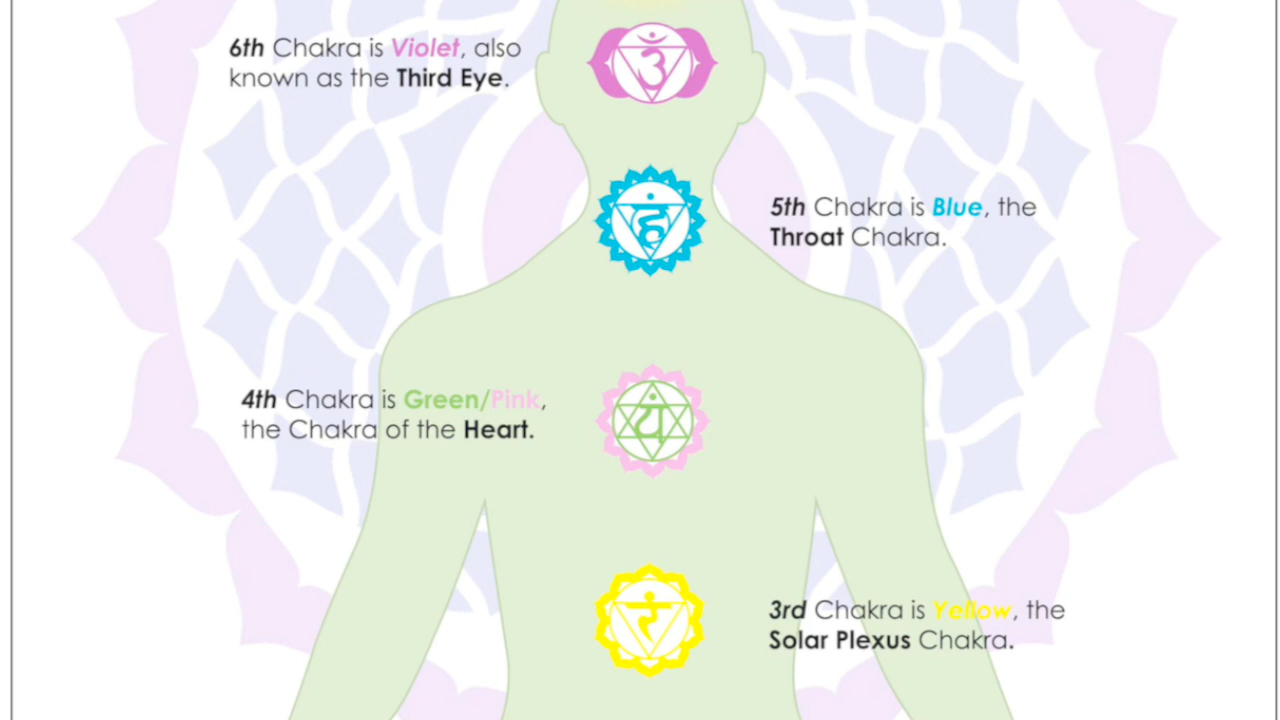 6th Chakra is Violet, also
known as the Third Eye.
ॐ
5th Chakra is Blue, the
Throat Chakra.
हं
4th Chakra is Green/Pink,
the Chakra of the Heart.
यं
3rd Chakra is Yellow, the
Solar Plexus Chakra.
रं